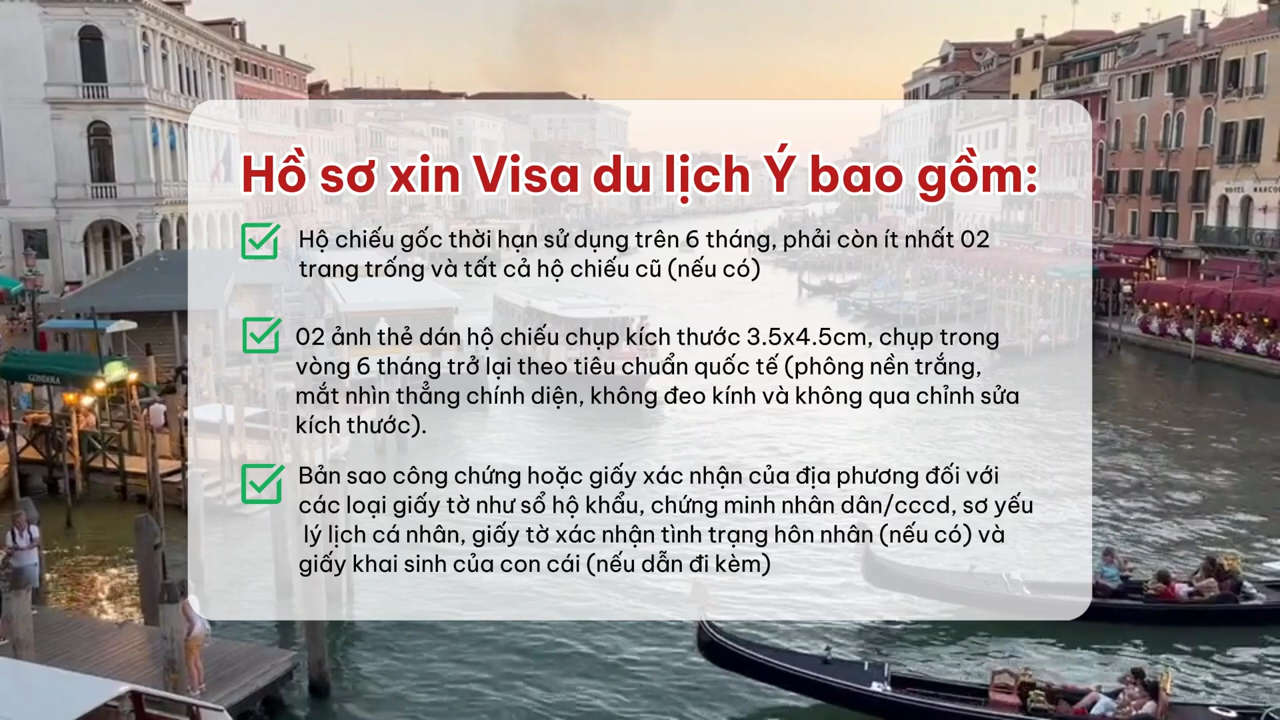 Hồ sơ xin Visa du lịch Ý bao gồm:
Hộ chiếu gốc thời hạn sử dụng trên 6 tháng, phải còn ít nhất 02
trang trống và tất cả hộ chiếu cũ (nếu có)
02 ảnh thẻ dán hộ chiếu chụp kích thước 3.5x4.5cm, chụp trong
vòng 6 tháng trở lại theo tiêu chuẩn quốc tế (phông nền trắng,
mắt nhìn thẳng chính diện, không đeo kính và không qua chỉnh sửa
kích thước).
Bản sao công chứng hoặc giấy xác nhận của địa phương đối với
các loại giấy tờ như sổ hộ khẩu, chứng minh nhân dân/cccd, sơ yếu
lý lịch cá nhân, giấy tờ xác nhận tình trạng hôn nhân (nếu có) và
giấy khai sinh của con cái (nếu dẫn đi kèm)
GONDOLA